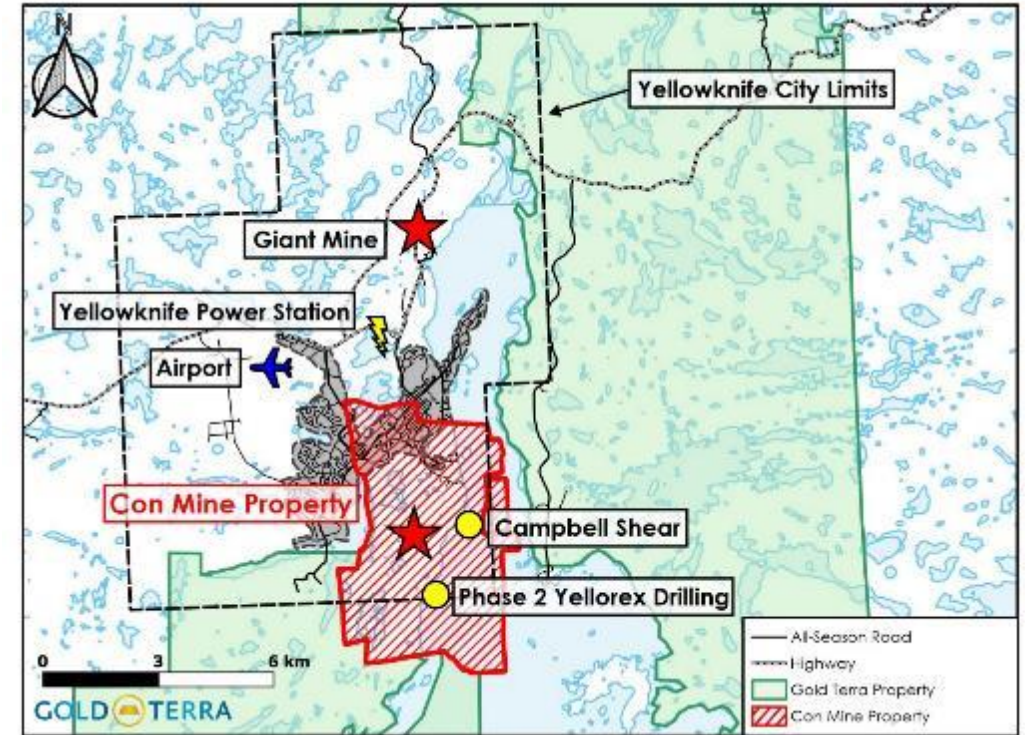 N
Yellowknife City Limits
Giant Mine
Yellowknife Power Station
Airport
Con Mine Property
Campbell Shear
Phase 2 Yellorex Drilling
0 3 6 km
GOLD TERRA
All-Season Road
Highway
Gold Terra Property
Con Mine Property